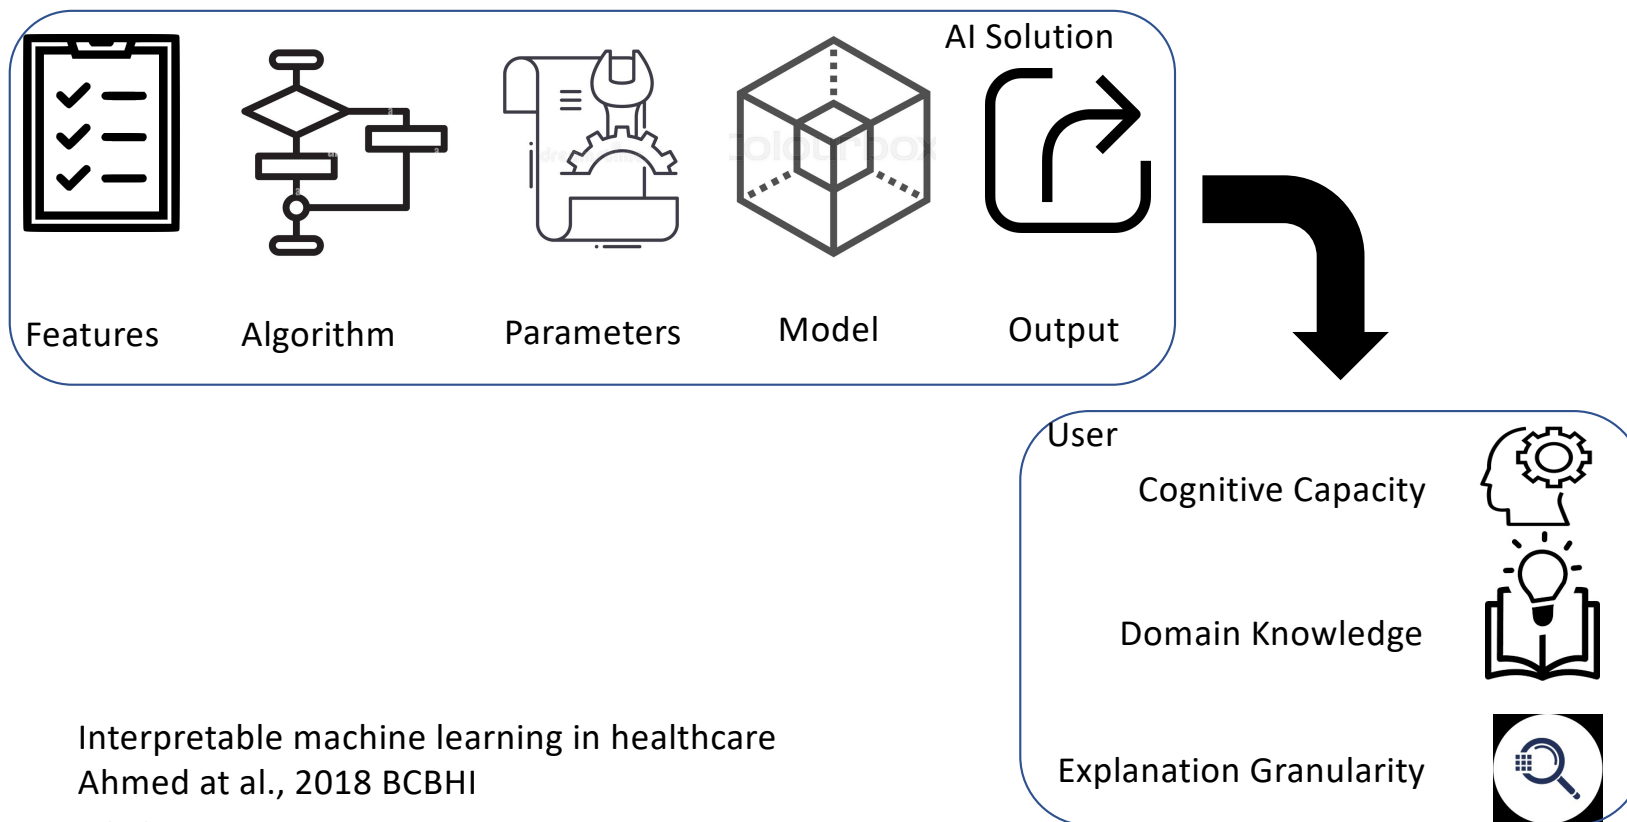 AI Solution
Features
Algorithm
Parameters
Model
Output
User
Cognitive Capacity
Domain Knowledge
Explanation Granularity
Interpretable machine learning in healthcare
Ahmed at al., 2018 BCBHI